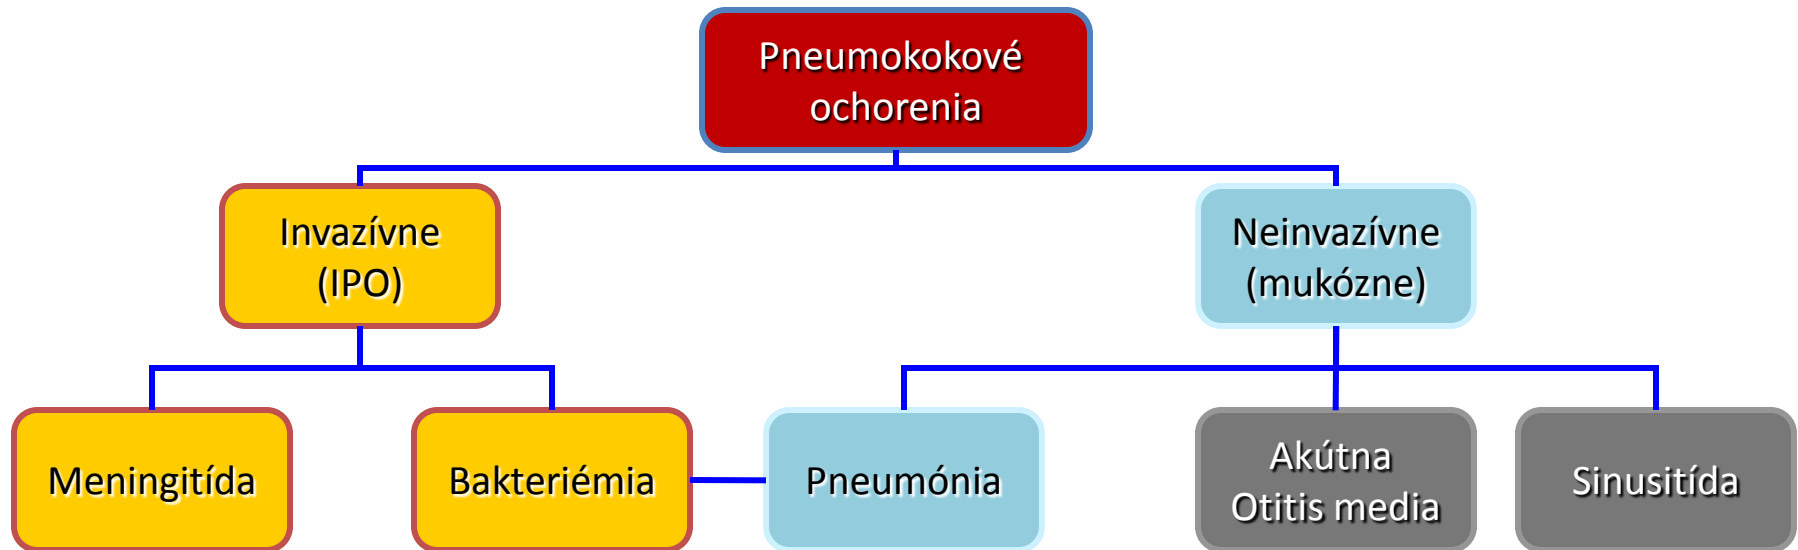 Pneumokokové
ochorenia
Invazívne
(IPO)
Neinvazívne
(mukózne)
Meningitída
Bakteriémia
Pneumónia
Akútna
Otitis media
Sinusitída